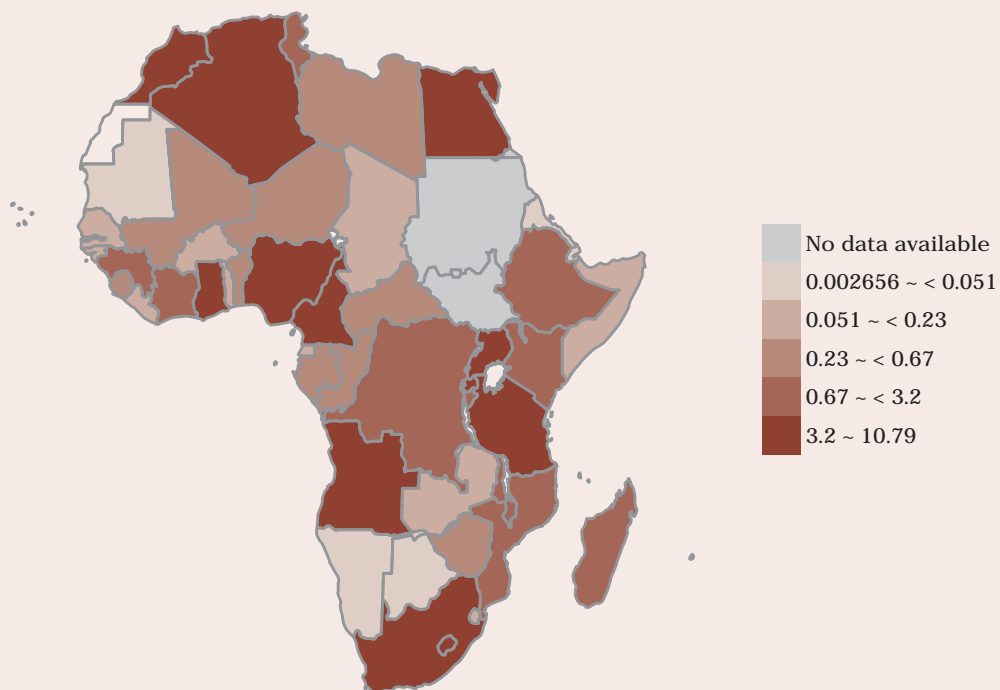 No data available
0.002656 ~ < 0.051
0.051 ~ < 0.23
0.23 ~ < 0.67
0.67 ~ < 3.2
3.2 ~ 10.79